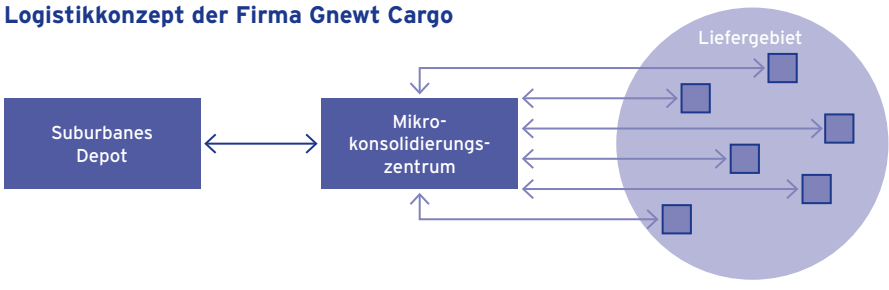 Logistikkonzept der Firma Gnewt Cargo
Liefergebiet
Suburbanes
Depot
Mikro-
konsolidierungs-
zentrum